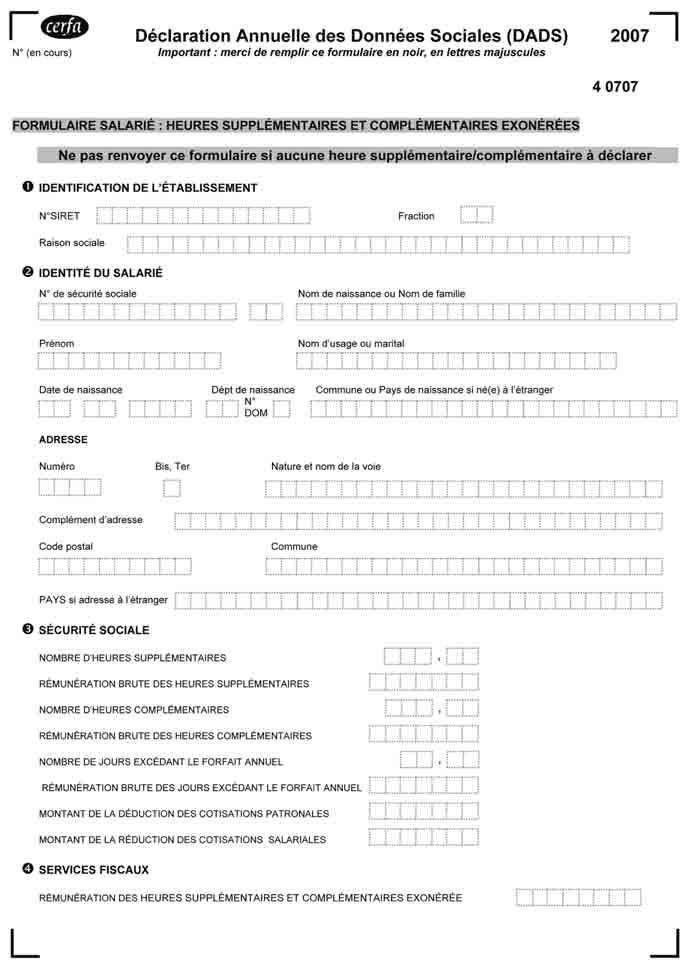 cerfa
Déclaration Annuelle des Données Sociales (DADS) 2007
N° (en cours)
Important : merci de remplir ce formulaire en noir, en lettres majuscules
4 0707
FORMULAIRE SALARIÉ : HEURES SUPPLÉMENTAIRES ET COMPLÉMENTAIRES EXONÉRÉES
Ne pas renvoyer ce formulaire si aucune heure supplémentaire/complémentaire à déclarer
❶ IDENTIFICATION DE L'ÉTABLISSEMENT
N°SIRET Fraction
Raison sociale
❷ IDENTITÉ DU SALARIÉ
N° de sécurité sociale Nom de naissance ou Nom de famille
Prénom Nom d'usage ou marital
Date de naissance Dépt de naissance Commune ou Pays de naissance si né(e) à l'étranger
N°
DOM
ADRESSE
Numéro Bis, Ter Nature et nom de la voie
Complément d'adresse
Code postal Commune
PAYS si adresse à l'étranger
❸ SÉCURITÉ SOCIALE
NOMBRE D'HEURES SUPPLÉMENTAIRES ,
RÉMUNÉRATION BRUTE DES HEURES SUPPLÉMENTAIRES
NOMBRE D'HEURES COMPLÉMENTAIRES ,
RÉMUNÉRATION BRUTE DES HEURES COMPLÉMENTAIRES
NOMBRE DE JOURS EXCÉDANT LE FORFAIT ANNUEL ,
RÉMUNÉRATION BRUTE DES JOURS EXCÉDANT LE FORFAIT ANNUEL
MONTANT DE LA DÉDUCTION DES COTISATIONS PATRONALES
MONTANT DE LA RÉDUCTION DES COTISATIONS SALARIALES
❹ SERVICES FISCAUX
RÉMUNÉRATION DES HEURES SUPPLÉMENTAIRES ET COMPLÉMENTAIRES EXONÉRÉE